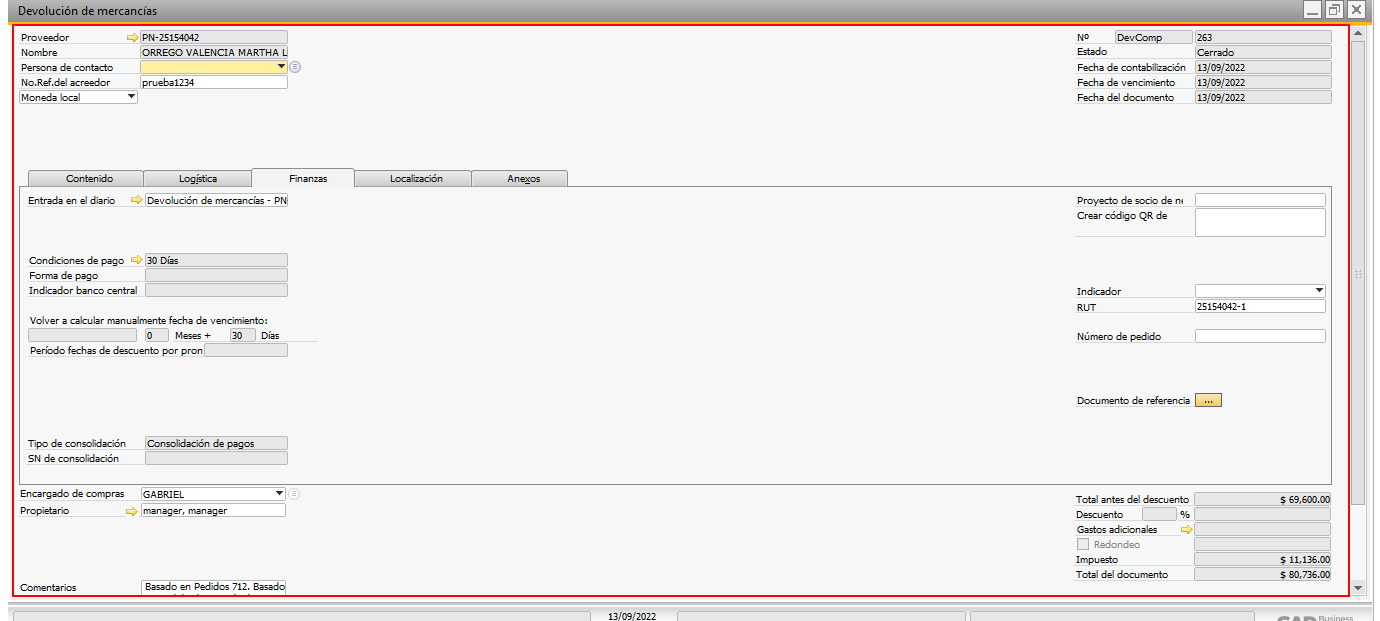 Devolución de mercancías
Proveedor PN-25154042
Nombre ORREGO VALENCIA MARTHA L
Persona de contacto
No.Ref.del acreedor prueba1234
Moneda local
Nº DevComp 263
Estado Cerrado
Fecha de contabilización 13/09/2022
Fecha de vencimiento 13/09/2022
Fecha del documento 13/09/2022
Contenido Logística Finanzas Localización Anexos
Entrada en el diario Devolución de mercancías - PN
Condiciones de pago 30 Días
Forma de pago
Indicador banco central
Volver a calcular manualmente fecha de vencimiento:
0 Meses + 30 Días
Período fechas de descuento por pron
Tipo de consolidación Consolidación de pagos
SN de consolidación
Proyecto de socio de ne
Crear código QR de
Indicador
RUT 25154042-1
Número de pedido
Documento de referencia ...
Encargado de compras GABRIEL
Propietario manager, manager
Comentarios Basado en Pedidos 712. Basado
Total antes del descuento $ 69,600.00
Descuento %
Gastos adicionales
Redondeo
Impuesto $ 11,136.00
Total del documento $ 80,736.00
13/09/2022
SAP Business